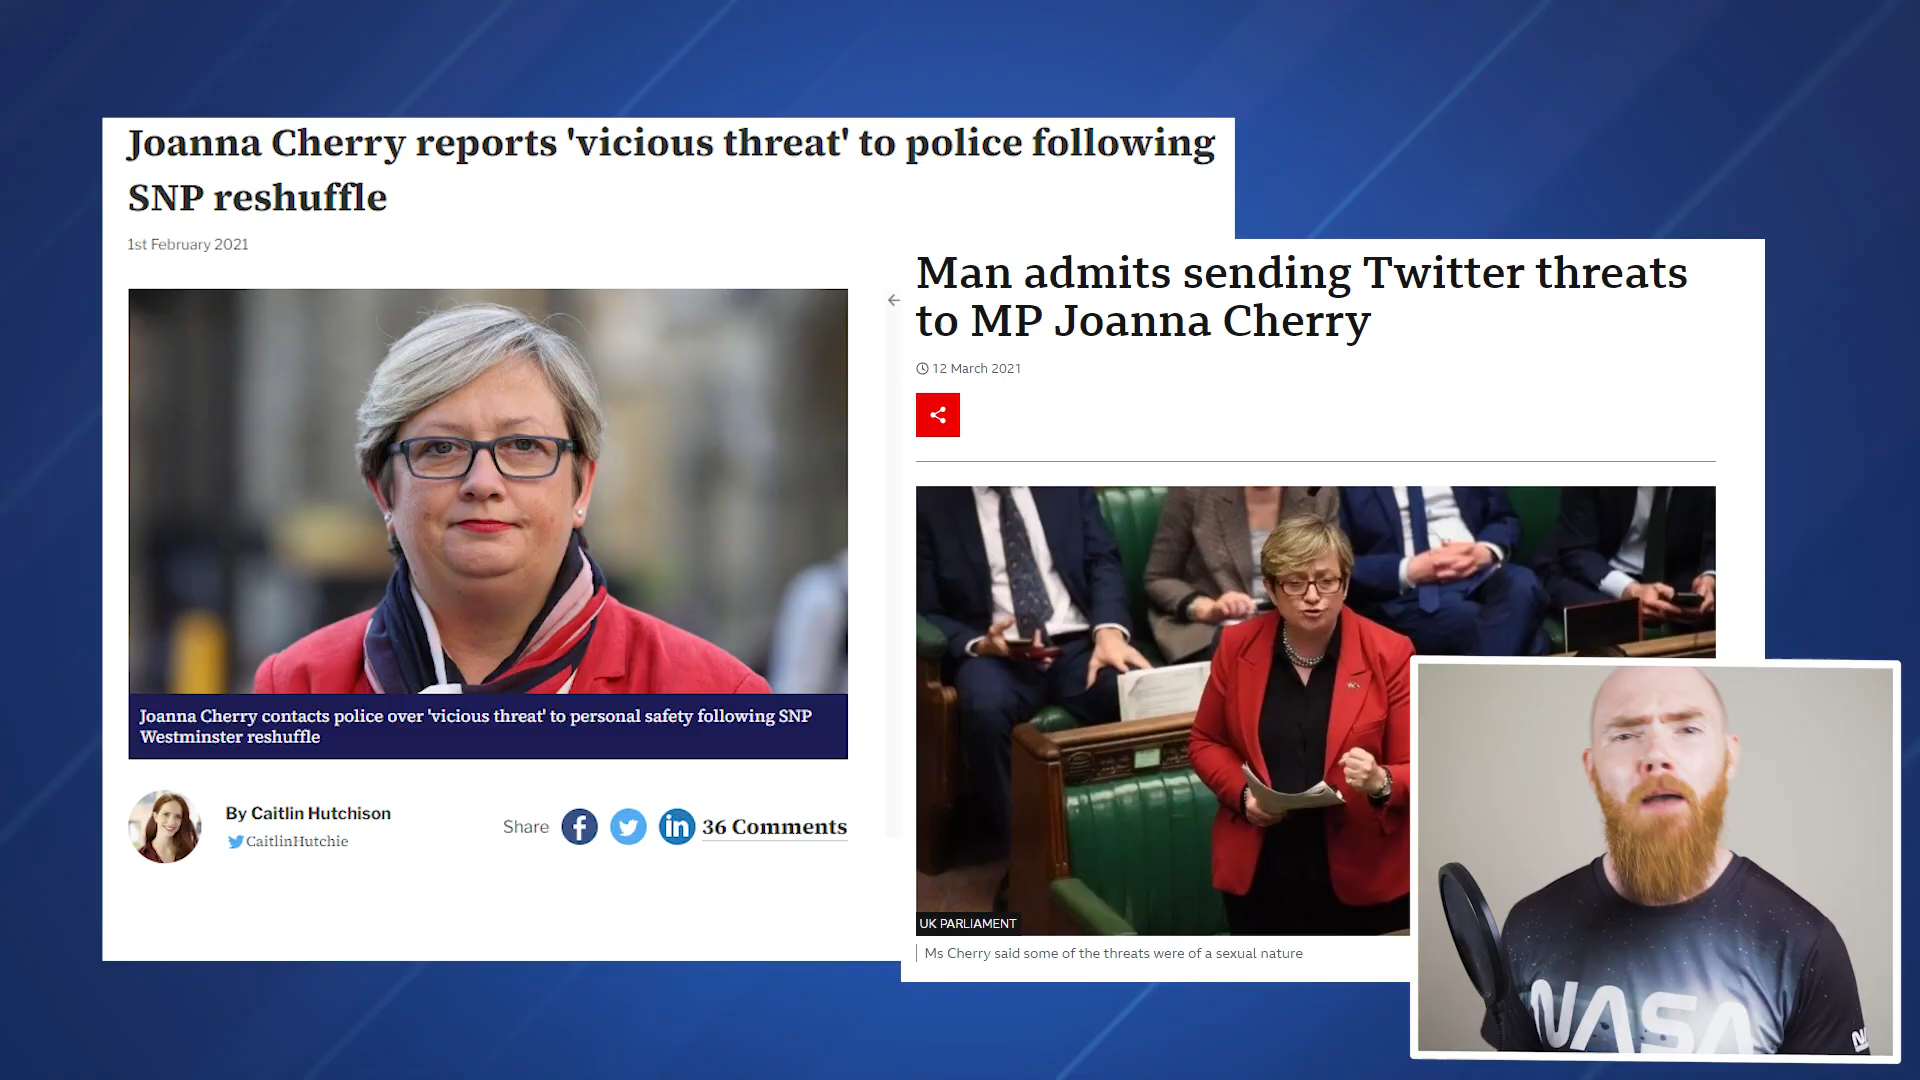 Joanna Cherry reports 'vicious threat' to police following
SNP reshuffle
1st February 2021
Joanna Cherry contacts police over 'vicious threat' to personal safety following SNP
Westminster reshuffle
By Caitlin Hutchison
CaitlinHutchie
Share
36 Comments
Man admits sending Twitter threats
to MP Joanna Cherry
12 March 2021
UK PARLIAMENT
Ms Cherry said some of the threats were of a sexual nature
NASA